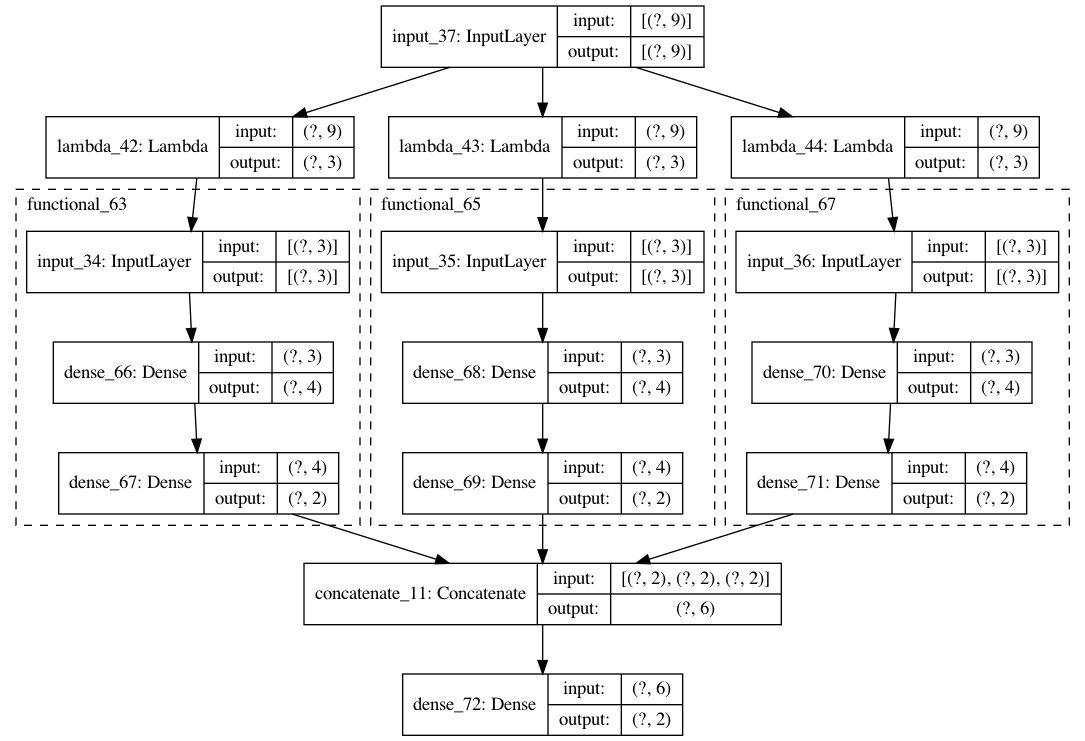 input_37: InputLayer
input: [(?, 9)]
output: [(?, 9)]
lambda_42: Lambda
input: (?, 9)
output: (?, 3)
lambda_43: Lambda
input: (?, 9)
output: (?, 3)
lambda_44: Lambda
input: (?, 9)
output: (?, 3)
functional_63
input_34: InputLayer
input: [(?, 3)]
output: [(?, 3)]
dense_66: Dense
input: (?, 3)
output: (?, 4)
dense_67: Dense
input: (?, 4)
output: (?, 2)
functional_65
input_35: InputLayer
input: [(?, 3)]
output: [(?, 3)]
dense_68: Dense
input: (?, 3)
output: (?, 4)
dense_69: Dense
input: (?, 4)
output: (?, 2)
functional_67
input_36: InputLayer
input: [(?, 3)]
output: [(?, 3)]
dense_70: Dense
input: (?, 3)
output: (?, 4)
dense_71: Dense
input: (?, 4)
output: (?, 2)
concatenate_11: Concatenate
input: [(?, 2), (?, 2), (?, 2)]
output: (?, 6)
dense_72: Dense
input: (?, 6)
output: (?, 2)